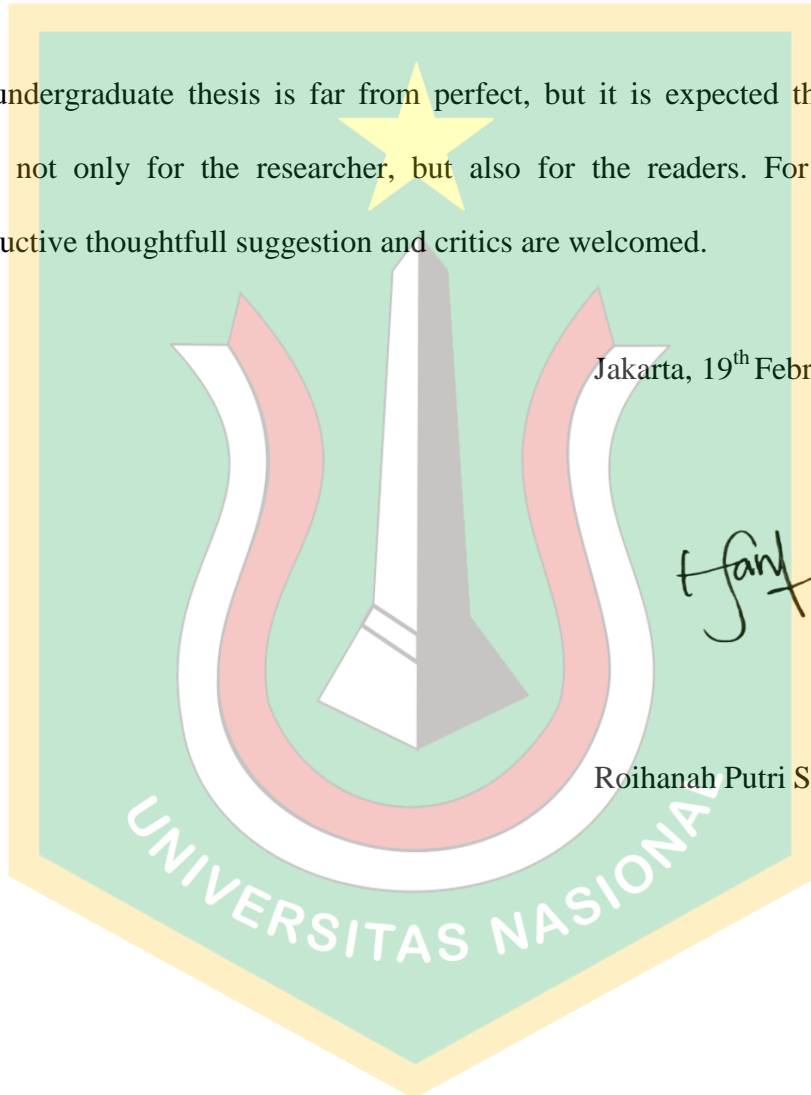 undergraduate thesis is far from perfect, but it is expected th
not only for the researcher, but also for the readers. For
uctive thoughtfull suggestion and critics are welcomed.
Jakarta, 19th Febr
Roihanah Putri S
UNIVERSITAS NASIONAL